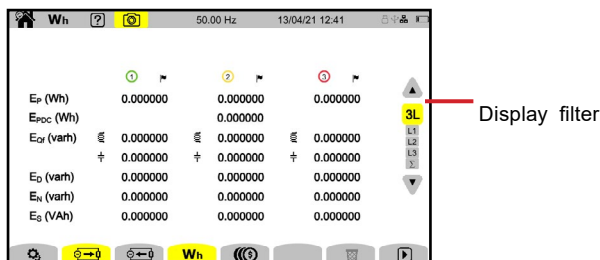 Wh ? 50.00 Hz 13/04/21 12:41
1 2 3
EP (Wh) 0.000000 0.000000 0.000000
EPDC (Wh) 0.000000
EQf (varh) 0.000000 0.000000 0.000000
0.000000 0.000000 0.000000
ED (varh) 0.000000 0.000000 0.000000
EN (varh) 0.000000 0.000000 0.000000
ES (VAh) 0.000000 0.000000 0.000000
3L
L1
L2
L3
Σ
Display filter
Wh